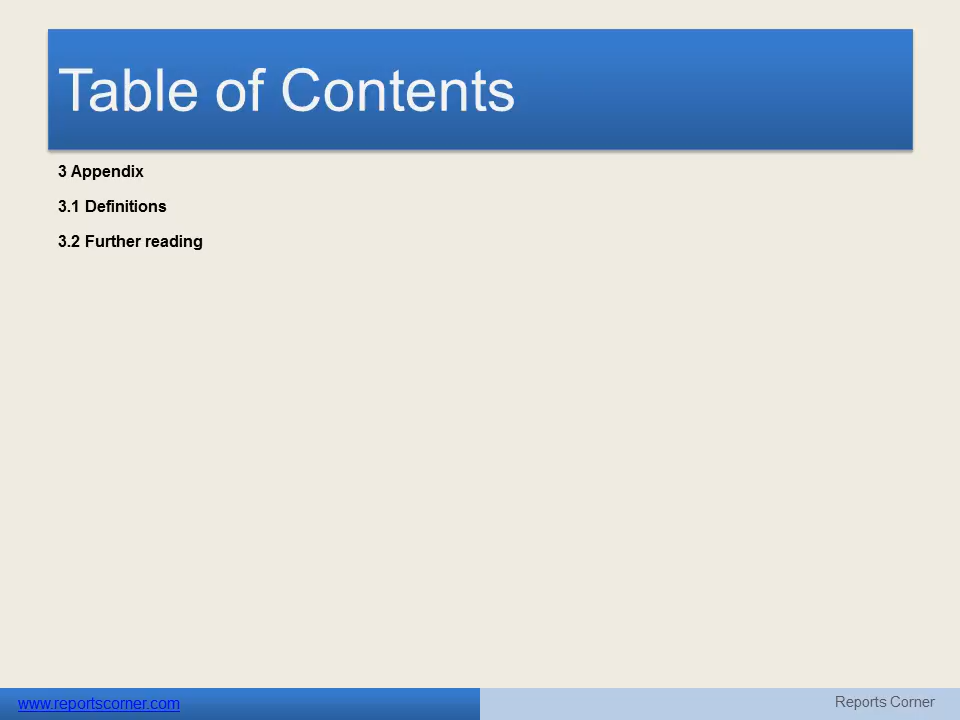 Table of Contents
3 Appendix
3.1 Definitions
3.2 Further reading
www.reportscorner.com
Reports Corner